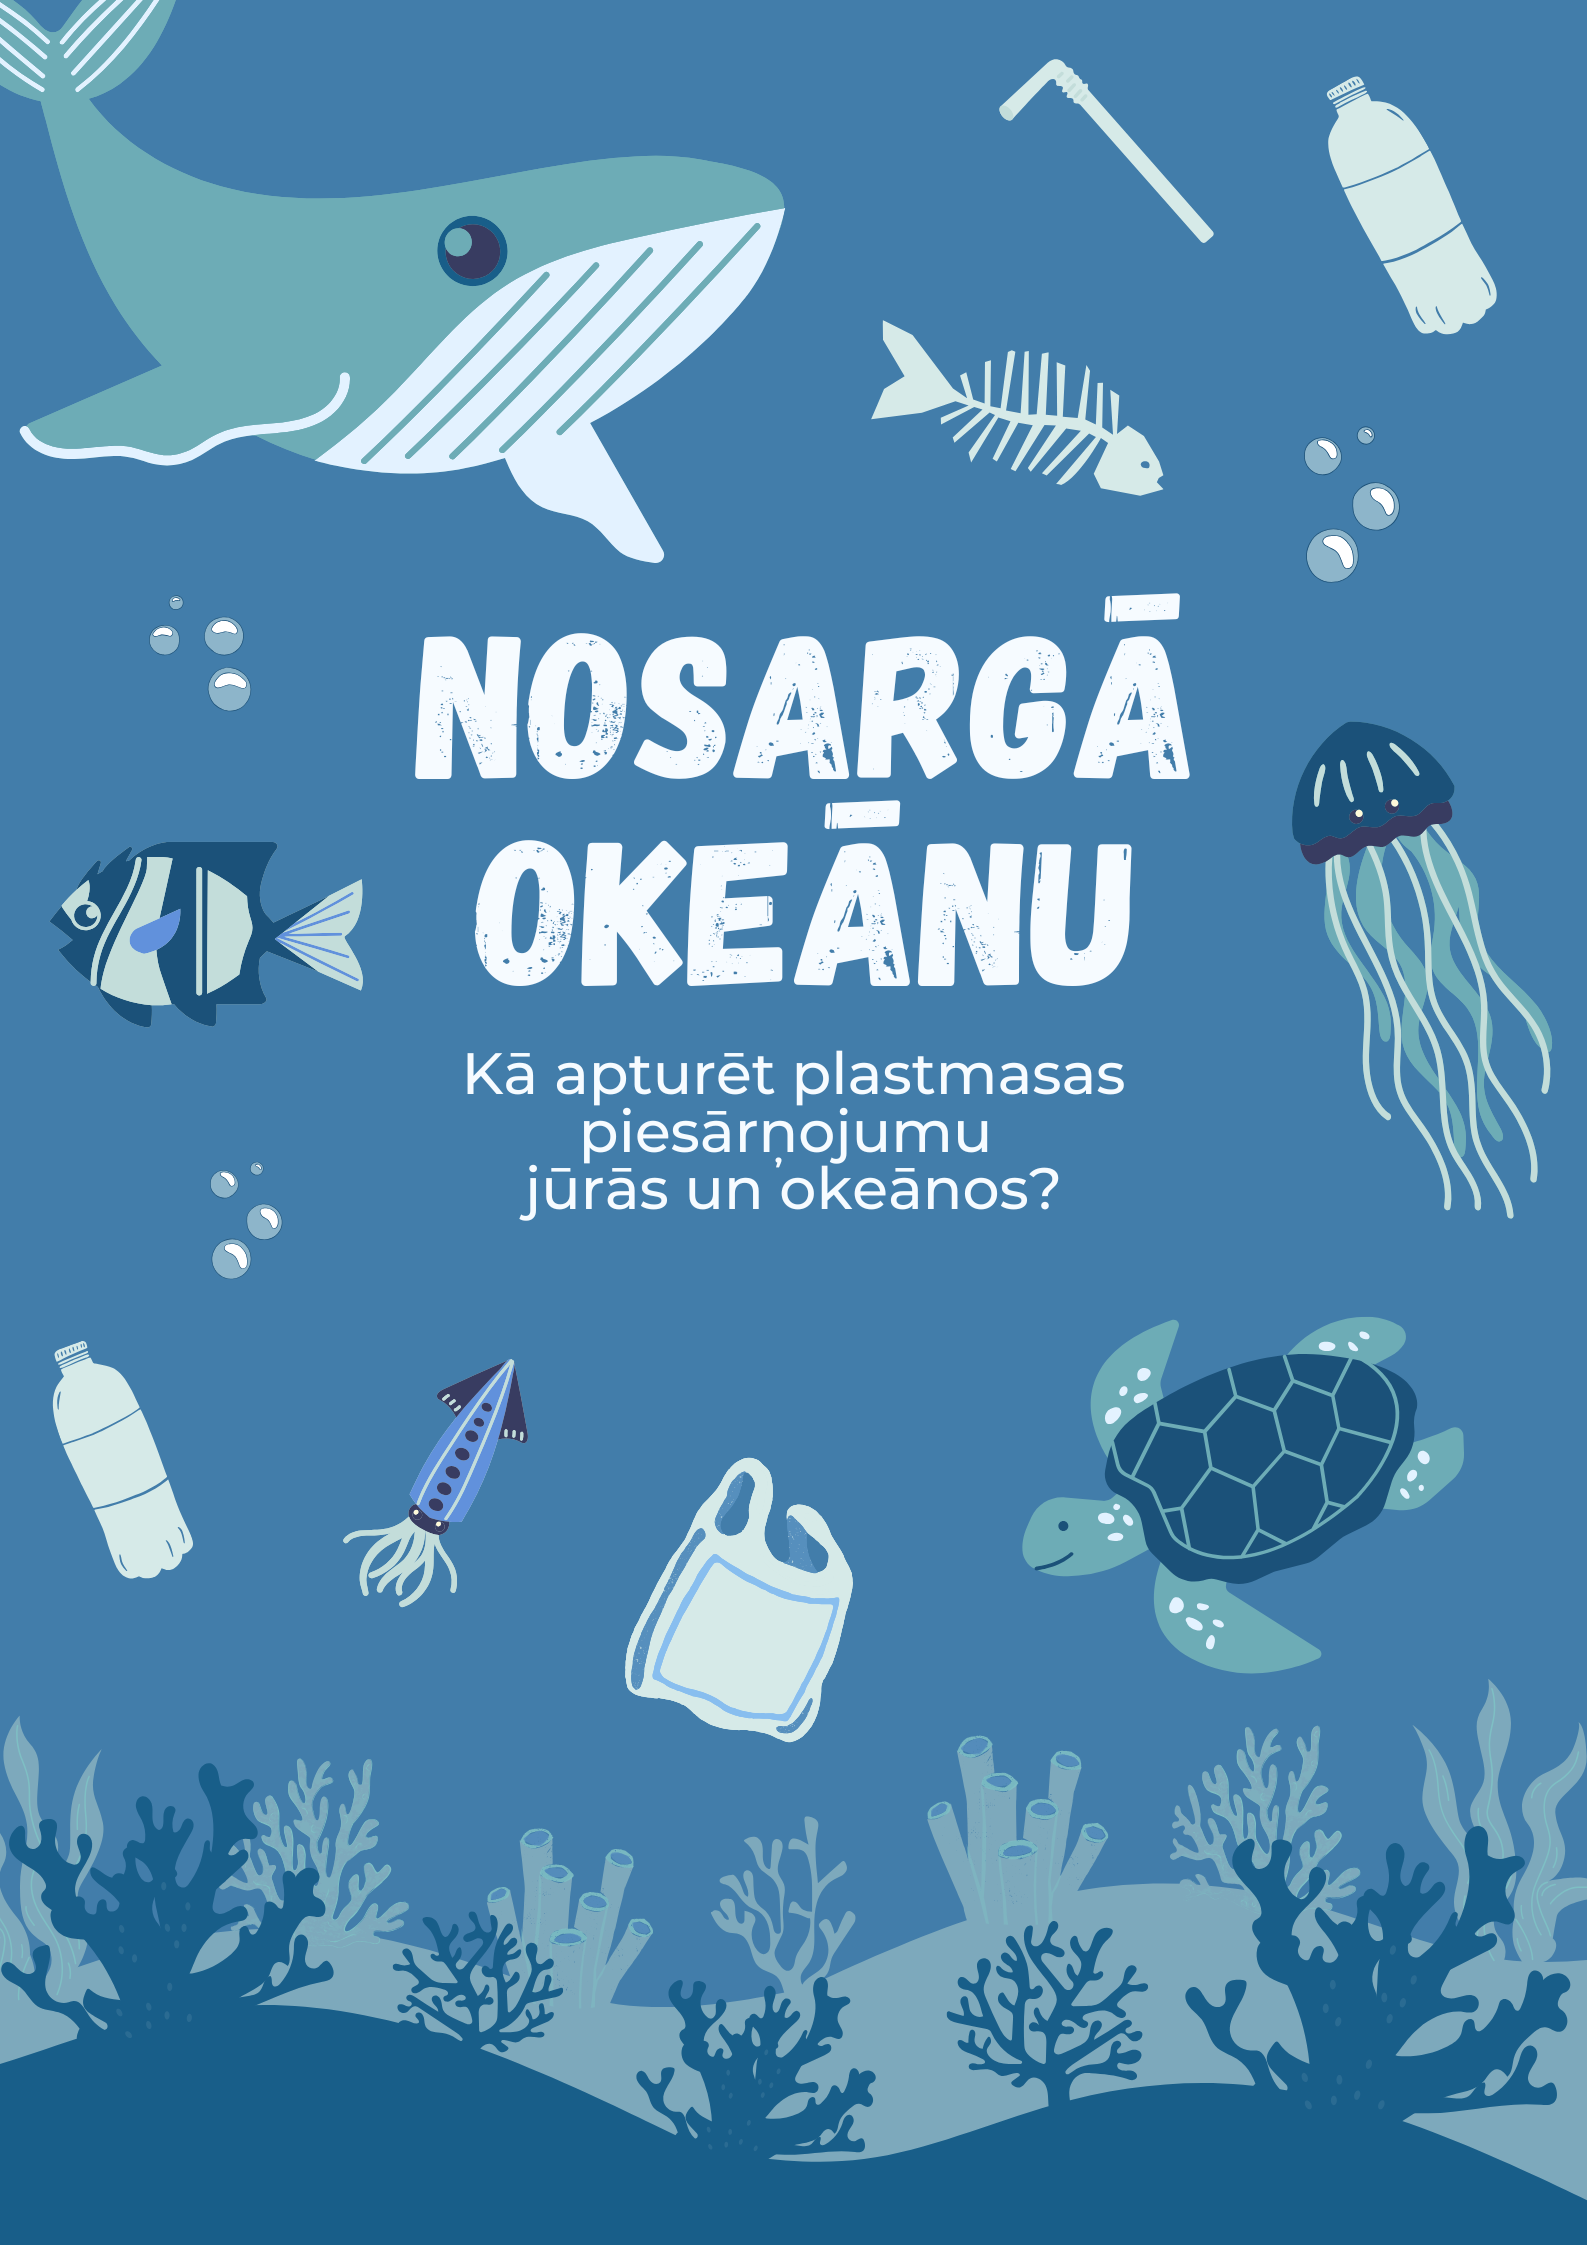 NOSARGĀ
OKEĀNU
Kā apturēt plastmasas
piesārņojumu
jūrās un okeānos?